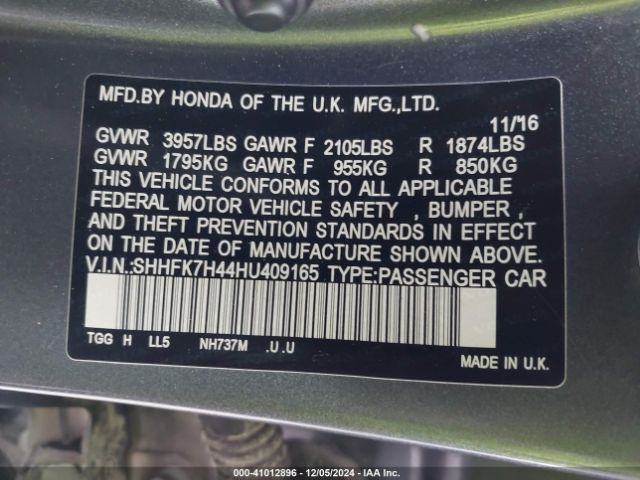 MFD.BY HONDA OF THE U.K. MFG.,LTD.
11/'16
GVWR 3957LBS GAWR F 2105LBS R 1874LBS
GVWR 1795KG GAWR F 955KG R 850KG
THIS VEHICLE CONFORMS TO ALL APPLICABLE
FEDERAL MOTOR VEHICLE SAFETY , BUMPER ,
AND THEFT PREVENTION STANDARDS IN EFFECT
ON THE DATE OF MANUFACTURE SHOWN ABOVE.
V.I.N.:SHHFK7H44HU409165 TYPE:PASSENGER CAR
TGG H LL5 NH737M .U.U
MADE IN U.K.
000-41012896 - 12/05/2024 - IAA Inc.